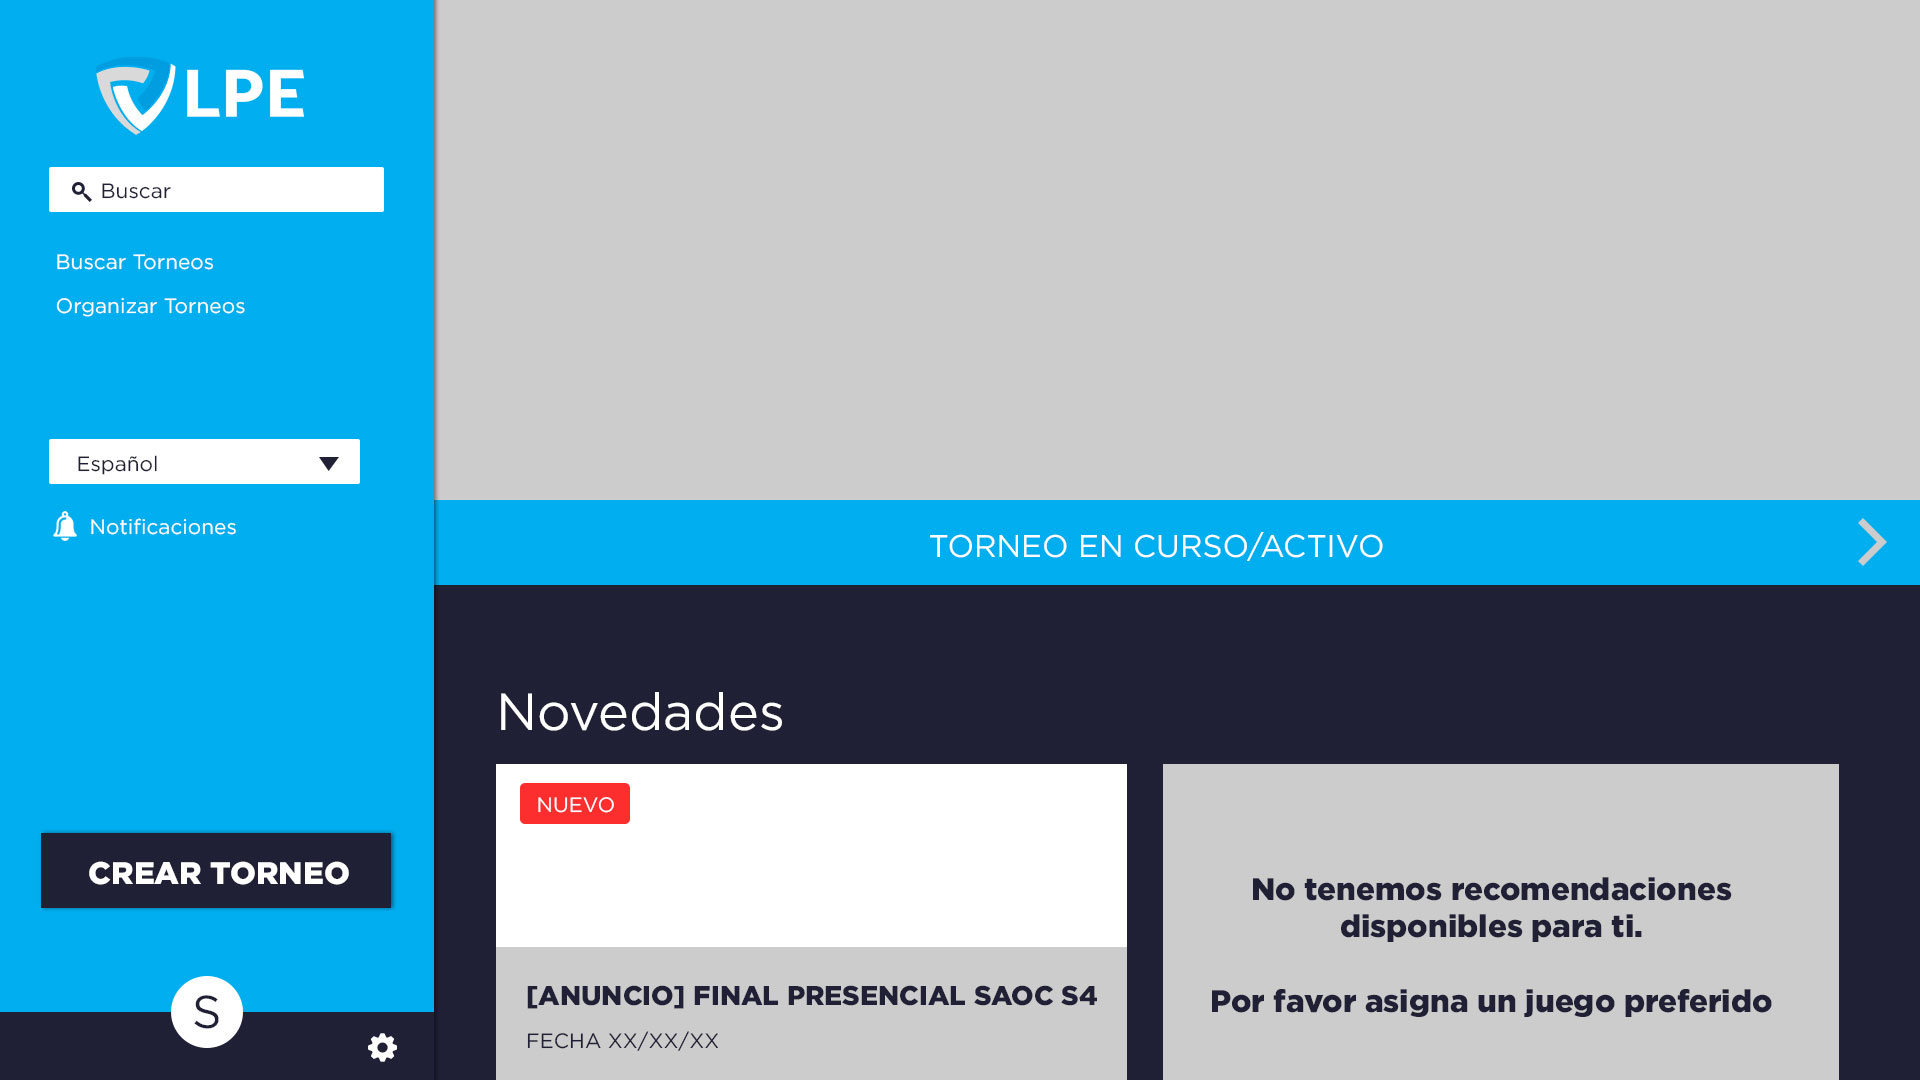 LPE
Buscar
Buscar Torneos
Organizar Torneos
Español
Notificaciones
CREAR TORNEO
S
TORNEO EN CURSO/ACTIVO
Novedades
NUEVO
[ANUNCIO] FINAL PRESENCIAL SAOC S4
FECHA XX/XX/XX
No tenemos recomendaciones
disponibles para ti.
Por favor asigna un juego preferido